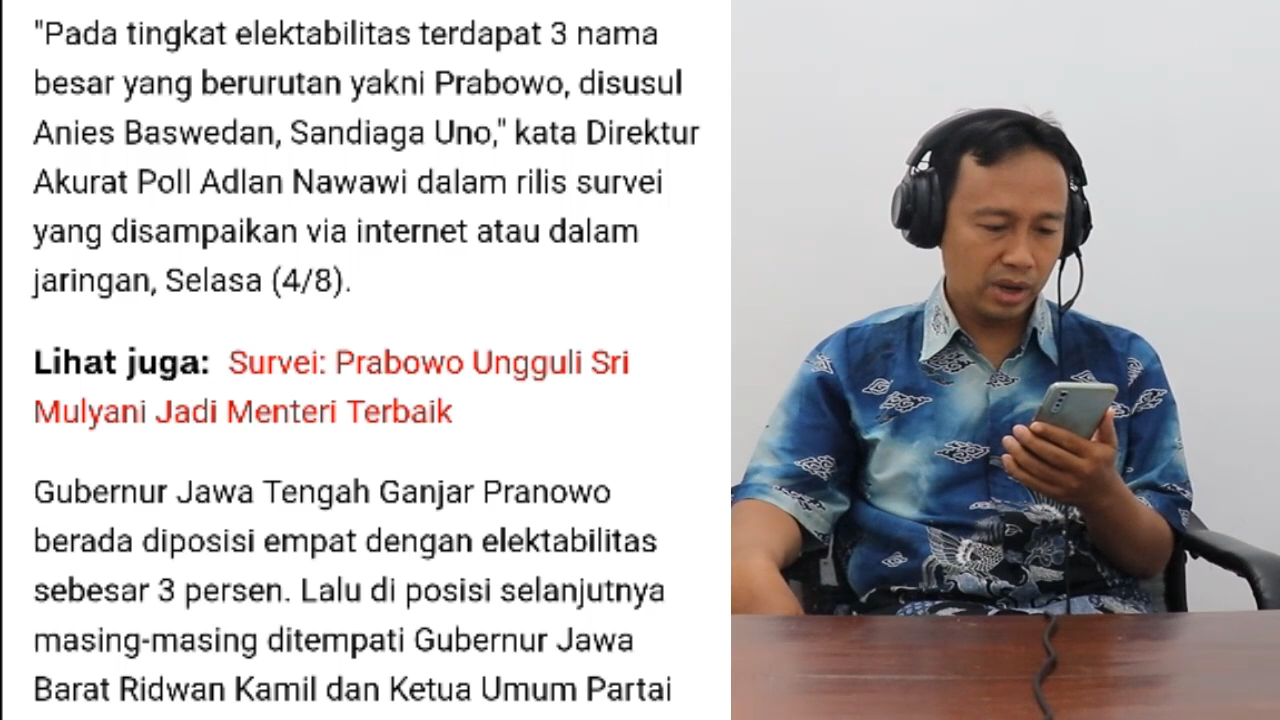 "Pada tingkat elektabilitas terdapat 3 nama
besar yang berurutan yakni Prabowo, disusul
Anies Baswedan, Sandiaga Uno," kata Direktur
Akurat Poll Adlan Nawawi dalam rilis survei
yang disampaikan via internet atau dalam
jaringan, Selasa (4/8).
Lihat juga: Survei: Prabowo Ungguli Sri
Mulyani Jadi Menteri Terbaik
Gubernur Jawa Tengah Ganjar Pranowo
berada diposisi empat dengan elektabilitas
sebesar 3 persen. Lalu di posisi selanjutnya
masing-masing ditempati Gubernur Jawa
Barat Ridwan Kamil dan Ketua Umum Partai